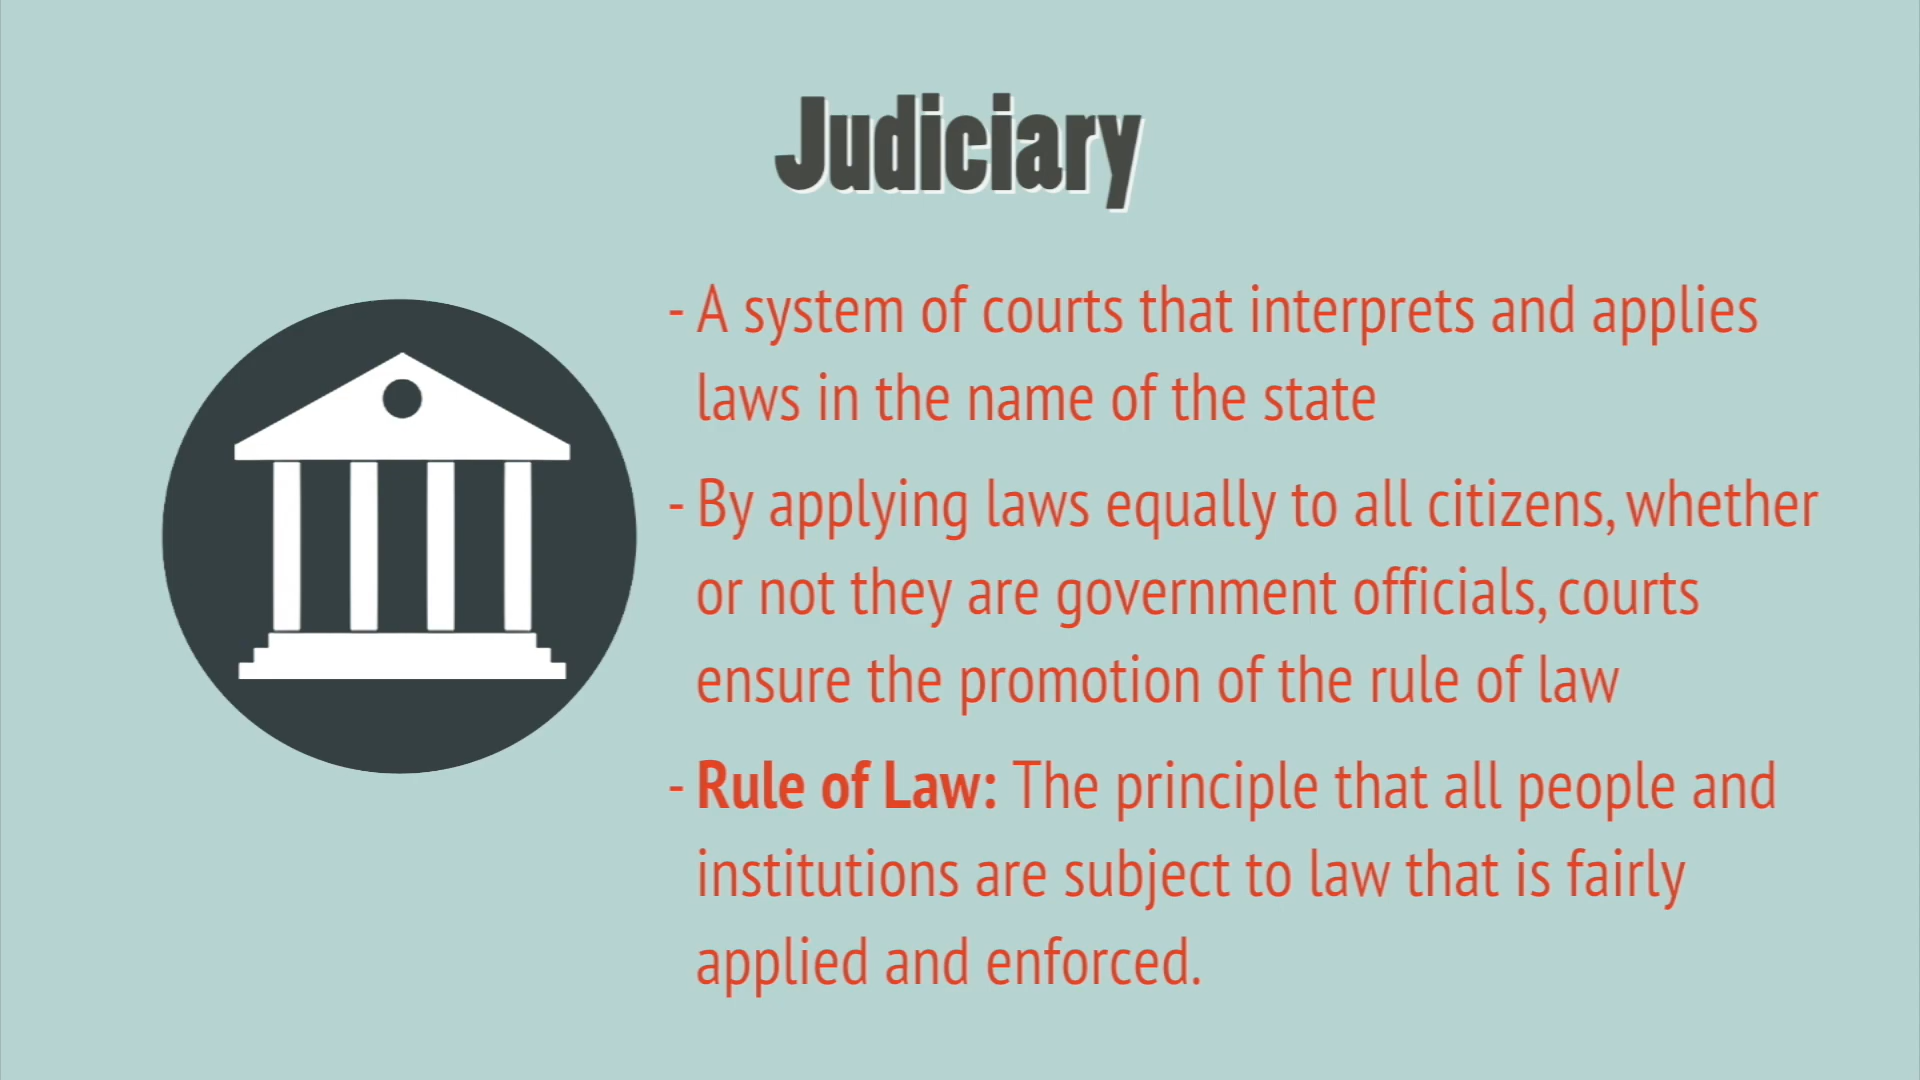 Judiciary
- A system of courts that interprets and applies
laws in the name of the state
- By applying laws equally to all citizens, whether
or not they are government officials, courts
ensure the promotion of the rule of law
- Rule of Law: The principle that all people and
institutions are subject to law that is fairly
applied and enforced.